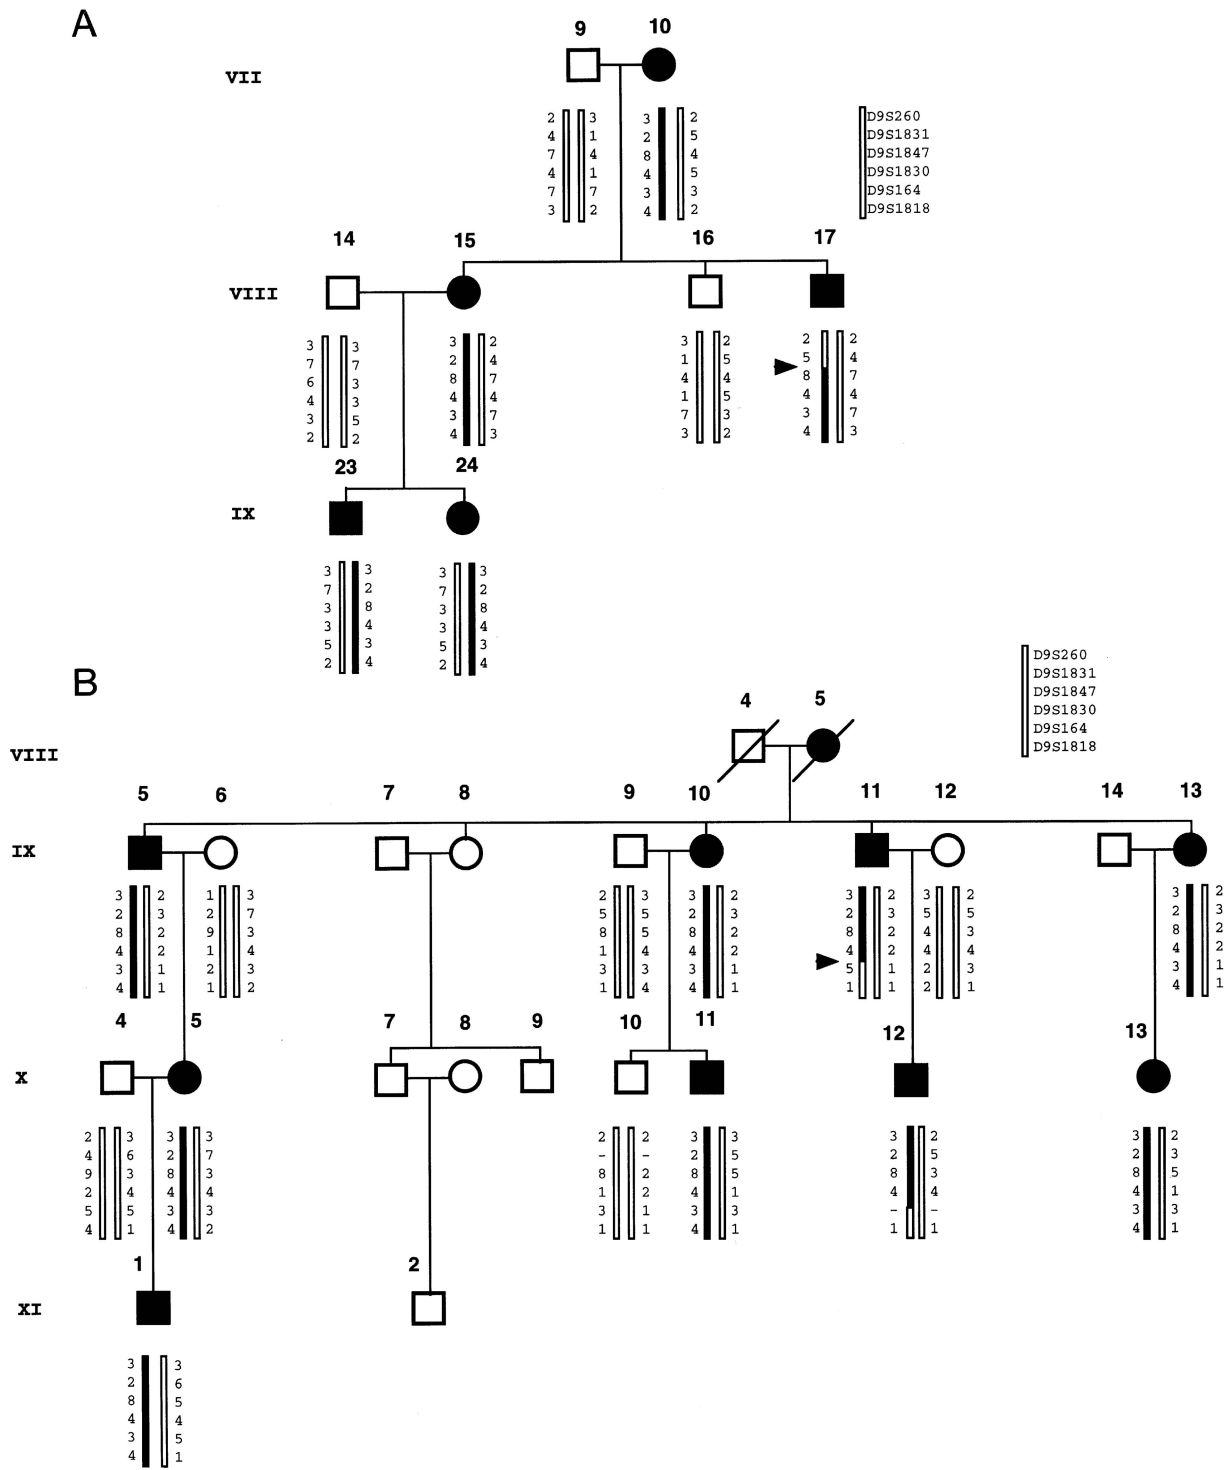 A
9 10
VII
2 3 3 2 D9S260
4 1 2 5 D9S1831
7 4 8 4 D9S1847
4 1 4 5 D9S1830
7 7 3 3 D9S164
3 2 4 2 D9S1818
14 15 16 17
VIII
3 3 3 2 3 2 2 2
7 7 2 4 1 5 5 4
6 3 8 7 4 4 8 7
4 3 4 4 1 5 4 4
3 5 3 7 7 3 3 7
2 2 4 3 3 2 4 3
23 24
IX
3 3 3 3
7 2 7 2
3 8 3 8
3 4 3 4
5 3 5 3
2 4 2 4
B
D9S260
D9S1831
D9S1847
D9S1830
D9S164
D9S1818
4 5
VIII
5 6 7 8 9 10 11 12 14 13
IX
3 2 1 3 2 3 3 2 3 2 3 2 3 2
2 3 2 7 5 5 2 3 2 3 5 5 2 3
8 2 9 3 8 5 8 2 8 2 4 3 8 2
4 2 1 4 1 4 4 2 4 2 4 4 4 2
3 1 2 3 3 3 3 1 5 1 2 3 3 1
4 1 1 2 1 4 4 1 1 1 2 1 4 1
4 5 7 8 9 10 11 12 13
X
2 3 3 3 2 2 3 3 3 2 3 2
4 6 2 7 - - 2 5 2 5 2 3
9 3 8 3 8 2 8 5 8 3 8 5
2 4 4 4 1 2 4 1 4 4 4 1
5 5 3 3 3 1 3 3 - - 3 3
4 1 4 2 1 1 4 1 1 1 4 1
1 2
XI
3 3
2 6
8 5
4 4
3 5
4 1